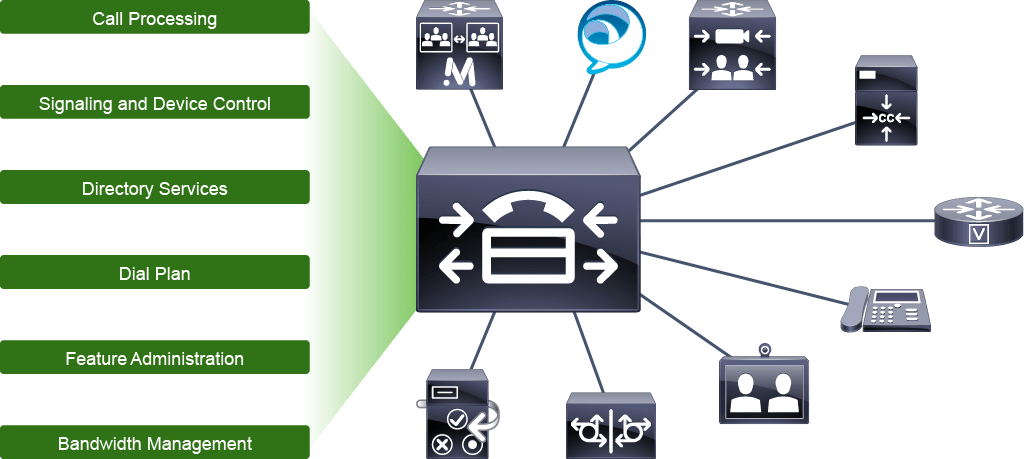 Call Processing
Signaling and Device Control
Directory Services
Dial Plan
Feature Administration
Bandwidth Management
M
CC
V